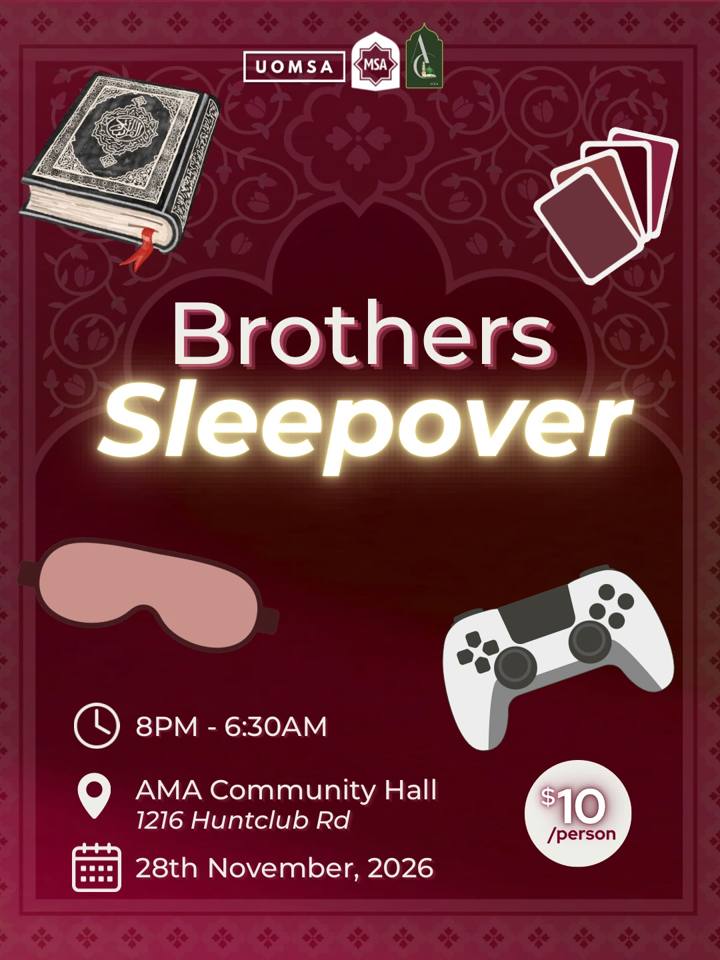 UOMSA
MSA
Brothers
Sleepover
8PM - 6:30AM
AMA Community Hall
1216 Huntclub Rd
28th November, 2026
$10
/person